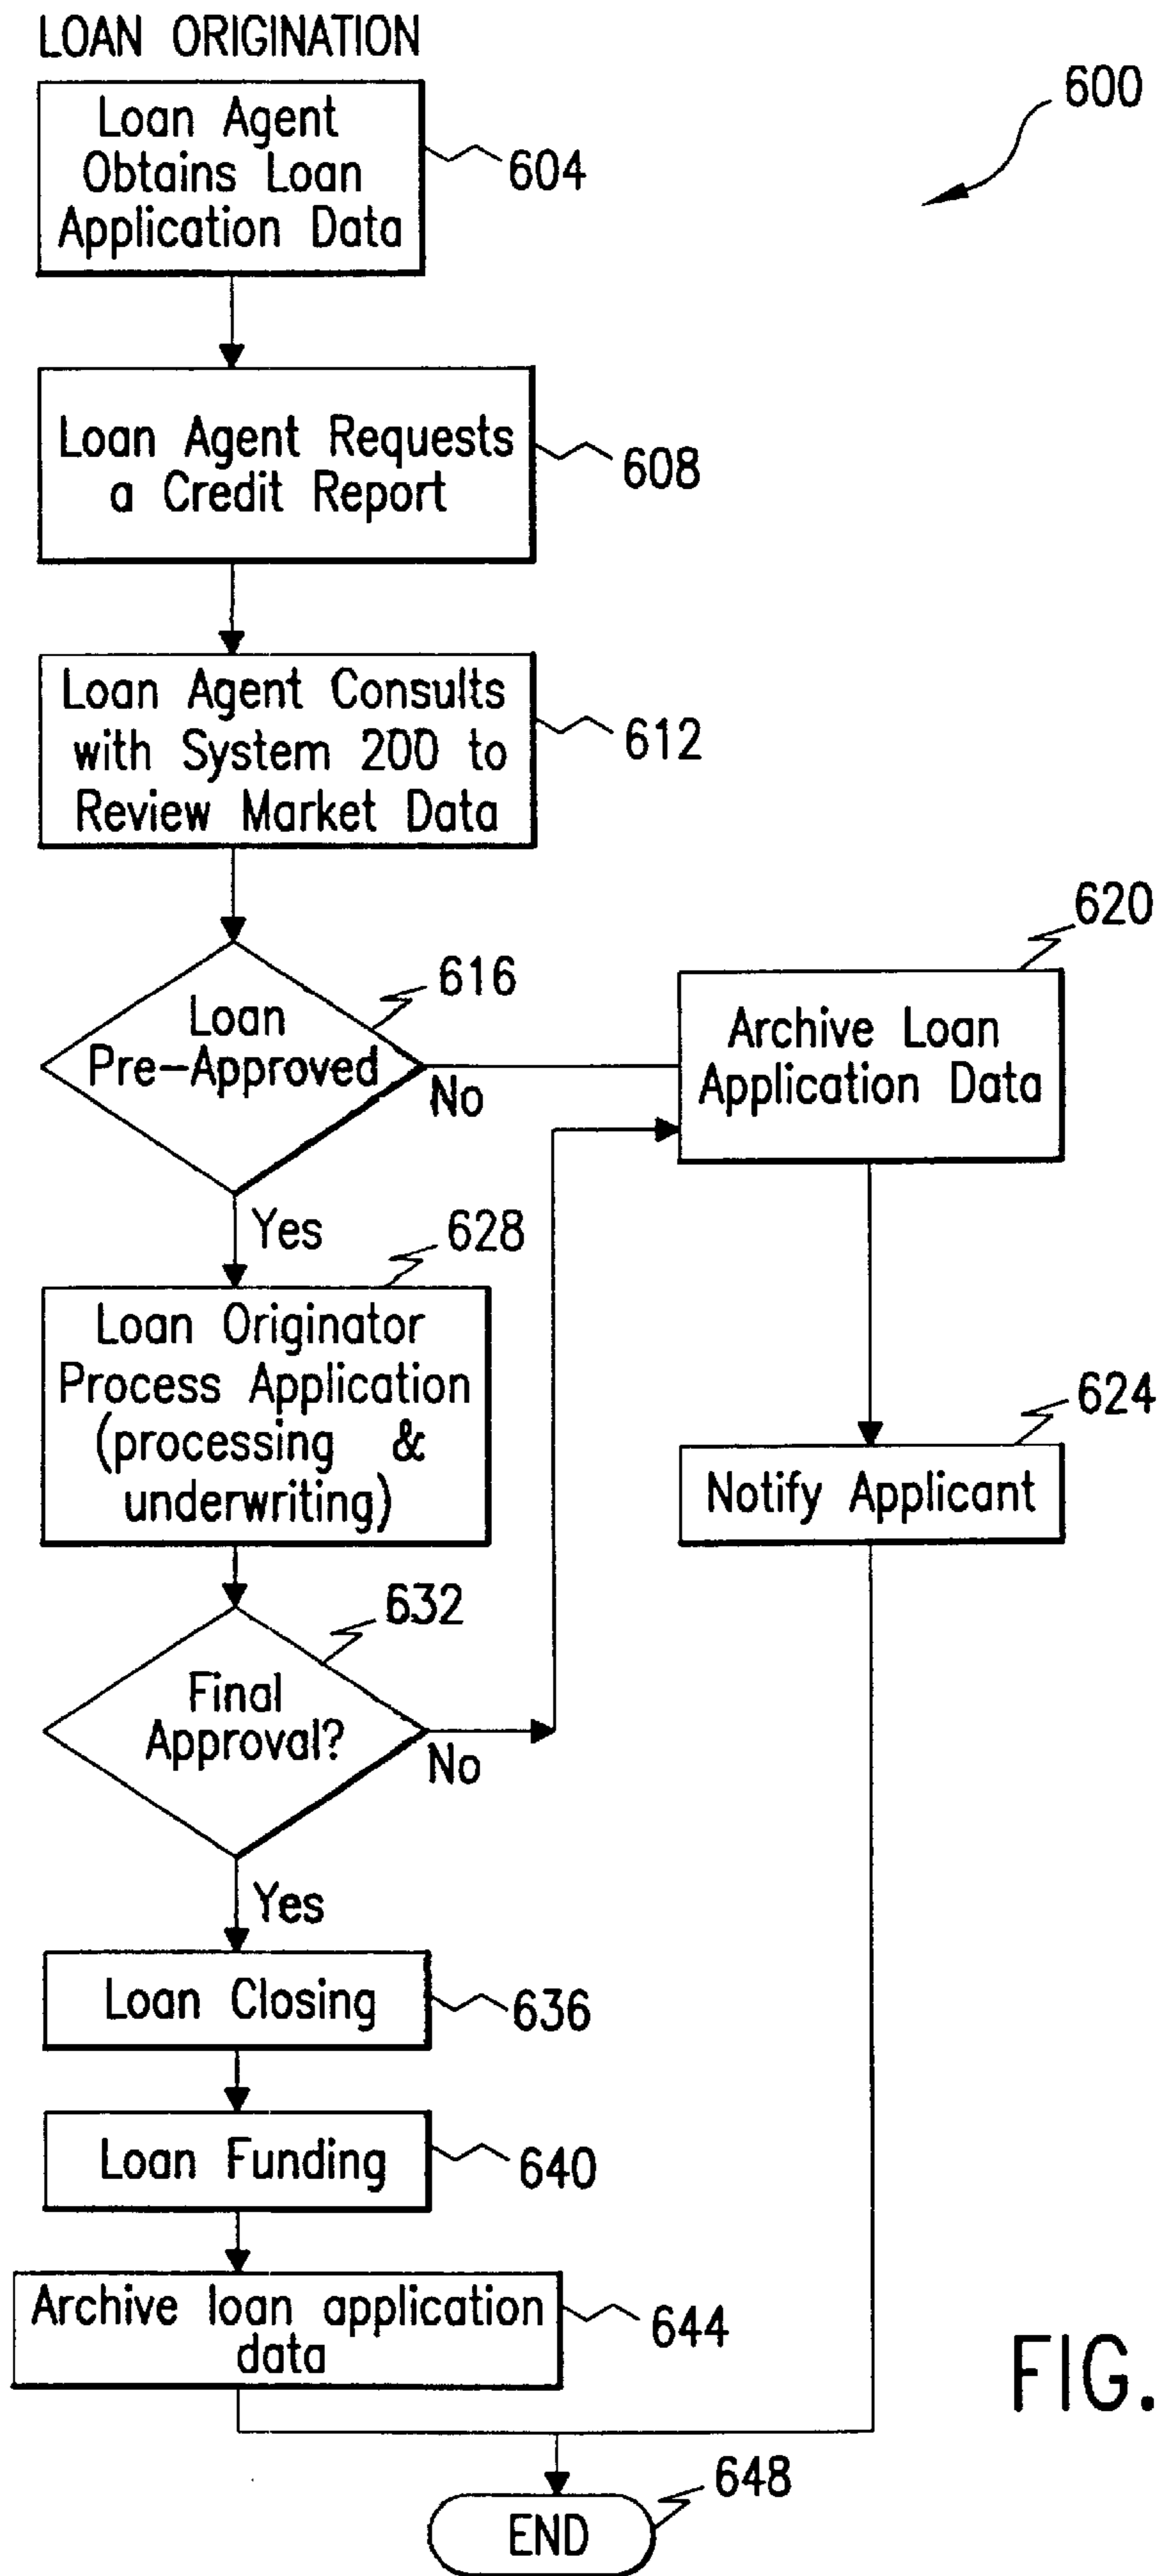 LOAN ORIGINATION
600
Loan Agent
Obtains Loan
Application Data
604
Loan Agent Requests
a Credit Report
608
Loan Agent Consults
with System 200 to
Review Market Data
612
Loan
Pre-Approved
616
No
Yes
620
Archive Loan
Application Data
624
Notify Applicant
628
Loan Originator
Process Application
(processing &
underwriting)
632
Final
Approval?
No
Yes
Loan Closing
636
Loan Funding
640
Archive loan application
data
644
FIG.
648
END